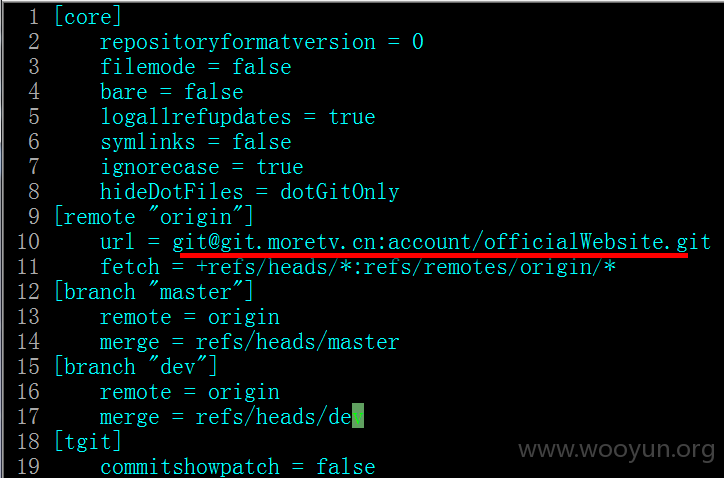 1 [core]
2 repositoryformatversion = 0
3 filemode = false
4 bare = false
5 logallrefupdates = true
6 symlinks = false
7 ignorecase = true
8 hideDotFiles = dotGitOnly
9 [remote "origin"]
10 url = git@git.moretv.cn:account/officialWebsite.git
11 fetch = +refs/heads/*:refs/remotes/origin/*
12 [branch "master"]
13 remote = origin
14 merge = refs/heads/master
15 [branch "dev"]
16 remote = origin
17 merge = refs/heads/dev
18 [tgit]
19 commitshowpatch = false
www.wooyun.org